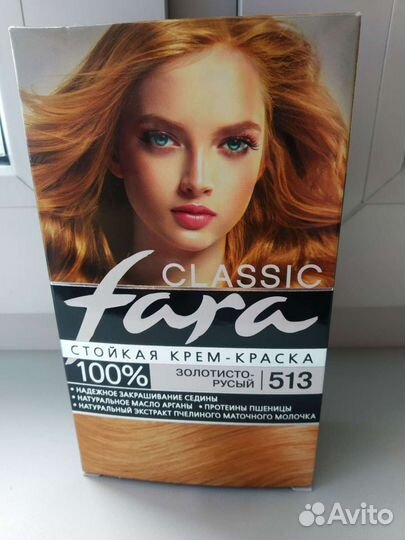 CLASSIC
fara
СТОЙКАЯ КРЕМ-КРАСКА
100% ЗОЛОТИСТО-
РУСЫЙ 513
• НАДЕЖНОЕ ЗАКРАШИВАНИЕ СЕДИНЫ
• НАТУРАЛЬНОЕ МАСЛО АРГАНЫ • ПРОТЕИНЫ ПШЕНИЦЫ
• НАТУРАЛЬНЫЙ ЭКСТРАКТ ПЧЕЛИНОГО МАТОЧНОГО МОЛОЧКА
Avito